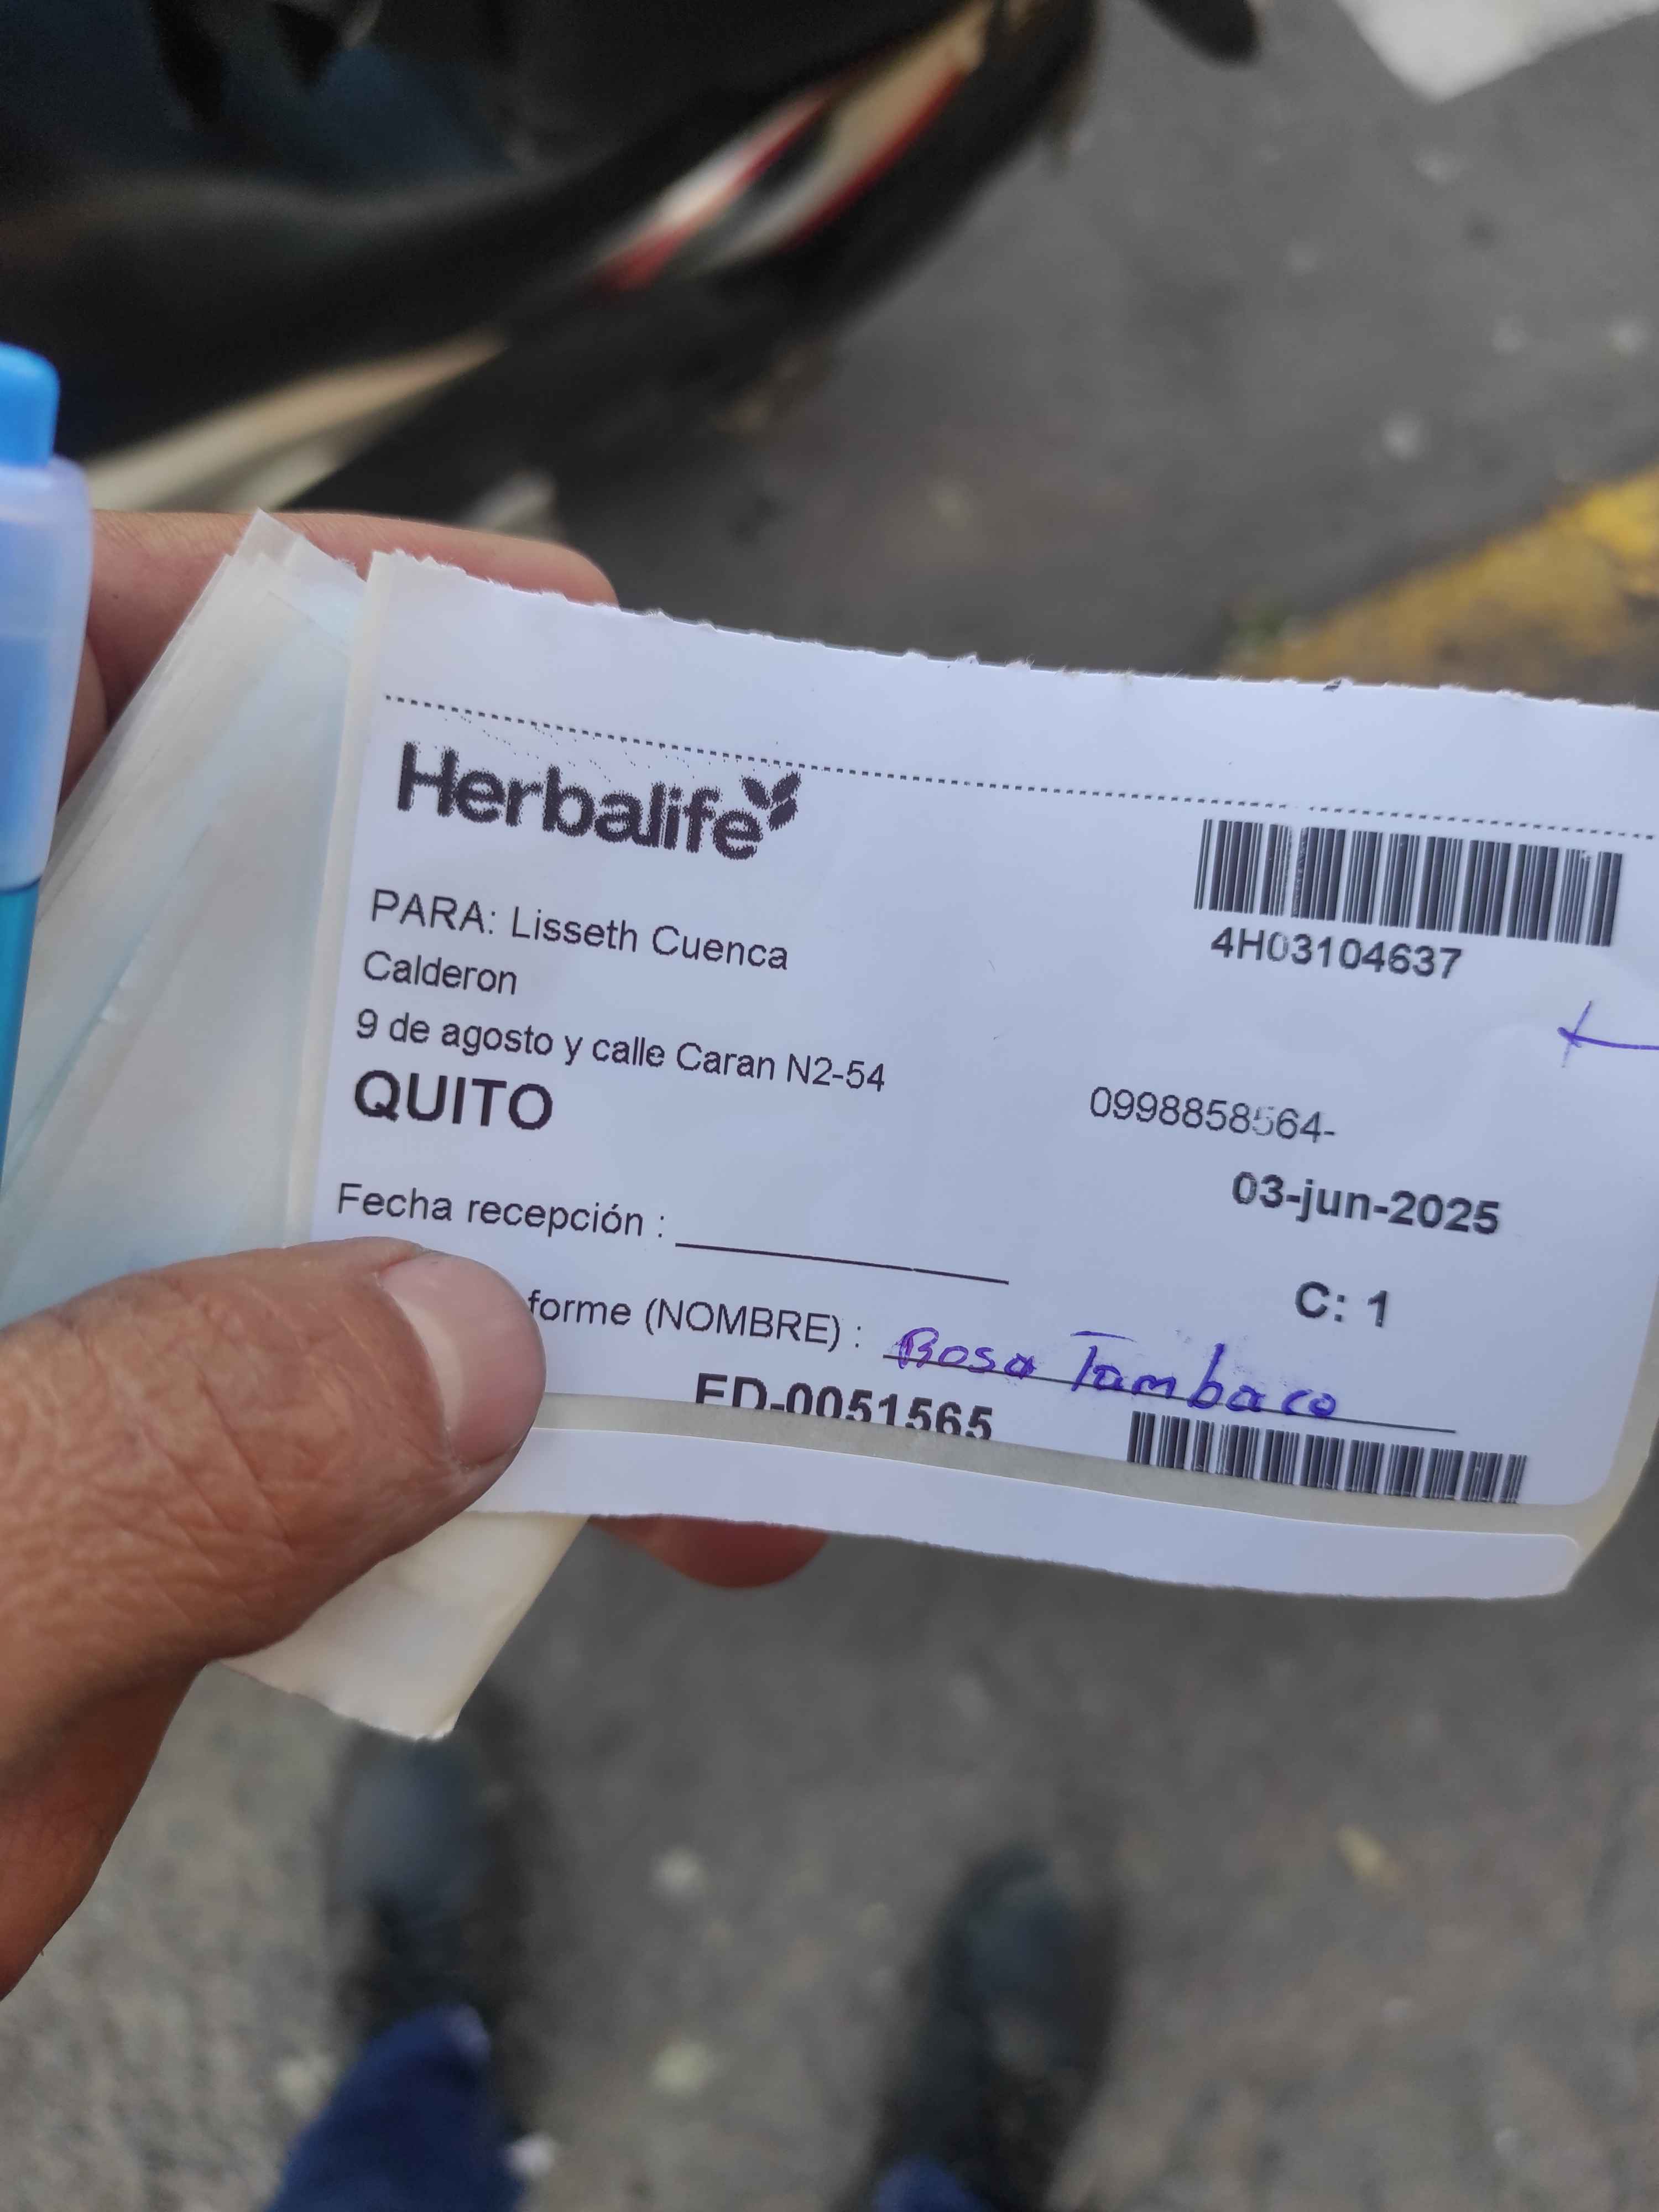 Herbalife
4H03104637
PARA: Lisseth Cuenca
Calderon
9 de agosto y calle Caran N2-54
QUITO
0998858564-
03-jun-2025
Fecha recepción :
C: 1
forme (NOMBRE) : Rosa Tambaco
ED-0051565